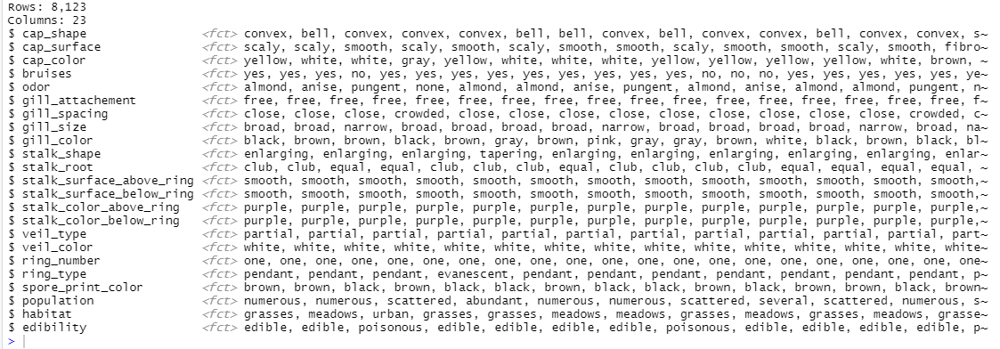 Rows: 8,123
Columns: 23
$ cap_shape <fct> convex, bell, convex, convex, convex, bell, bell, convex, bell, convex, convex, bell, convex, convex, s~
$ cap_surface <fct> scaly, scaly, smooth, scaly, smooth, scaly, smooth, smooth, scaly, smooth, smooth, scaly, smooth, fibro~
$ cap_color <fct> yellow, white, white, gray, yellow, white, white, white, yellow, yellow, yellow, yellow, white, brown, ~
$ bruises <fct> yes, yes, yes, no, yes, yes, yes, yes, yes, yes, yes, yes, no, no, no, yes, yes, yes, yes, yes, ye~
$ odor <fct> almond, anise, pungent, none, almond, almond, anise, pungent, almond, anise, almond, almond, pungent, n~
$ gill_attachement <fct> free, free, free, free, free, free, free, free, free, free, free, free, free, free, free, free, free, f~
$ gill_spacing <fct> close, close, close, crowded, close, close, close, close, close, close, close, close, close, crowded, c~
$ gill_size <fct> broad, broad, narrow, broad, broad, broad, broad, narrow, broad, broad, broad, broad, narrow, broad, na~
$ gill_color <fct> black, brown, brown, black, brown, gray, brown, pink, gray, gray, brown, white, black, brown, black, bl~
$ stalk_shape <fct> enlarging, enlarging, enlarging, tapering, enlarging, enlarging, enlarging, enlarging, enlarging, enlar~
$ stalk_root <fct> club, club, equal, equal, club, club, club, equal, club, club, club, club, equal, equal, equal, equal, ~
$ stalk_surface_above_ring <fct> smooth, smooth, smooth, smooth, smooth, smooth, smooth, smooth, smooth, smooth, smooth, smooth, smooth,~
$ stalk_surface_below_ring <fct> smooth, smooth, smooth, smooth, smooth, smooth, smooth, smooth, smooth, smooth, smooth, smooth, smooth,~
$ stalk_color_above_ring <fct> purple, purple, purple, purple, purple, purple, purple, purple, purple, purple, purple, purple, purple,~
$ stalk_color_below_ring <fct> purple, purple, purple, purple, purple, purple, purple, purple, purple, purple, purple, purple, purple,~
$ veil_type <fct> partial, partial, partial, partial, partial, partial, partial, partial, partial, partial, partial, part~
$ veil_color <fct> white, white, white, white, white, white, white, white, white, white, white, white, white, white, white~
$ ring_number <fct> one, one, one, one, one, one, one, one, one, one, one, one, one, one, one, one, one, one, one, one, one~
$ ring_type <fct> pendant, pendant, pendant, evanescent, pendant, pendant, pendant, pendant, pendant, pendant, pendant, p~
$ spore_print_color <fct> brown, brown, black, brown, black, black, brown, black, black, brown, black, brown, brown, black, brown~
$ population <fct> numerous, numerous, scattered, abundant, numerous, numerous, scattered, several, scattered, numerous, s~
$ habitat <fct> grasses, meadows, urban, grasses, grasses, meadows, meadows, grasses, meadows, grasses, meadows, grasse~
$ edibility <fct> edible, edible, poisonous, edible, edible, edible, edible, poisonous, edible, edible, edible, edible, p~
>